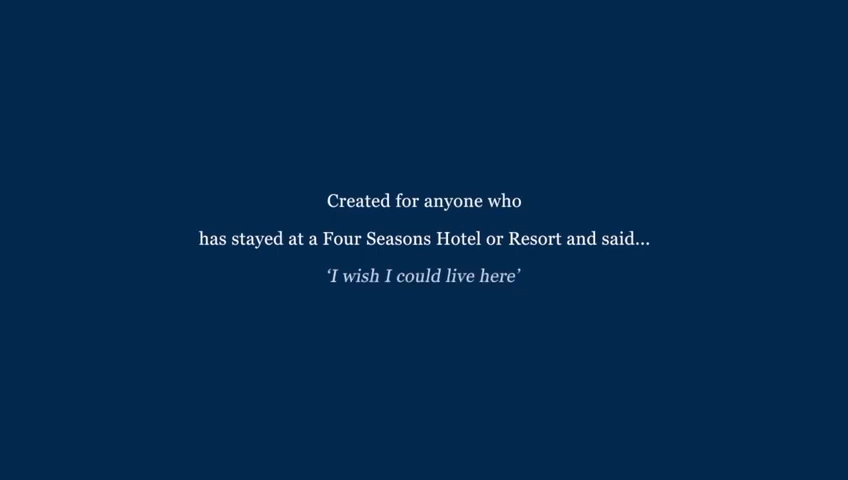 Created for anyone who
has stayed at a Four Seasons Hotel or Resort and said...
‘I wish I could live here’